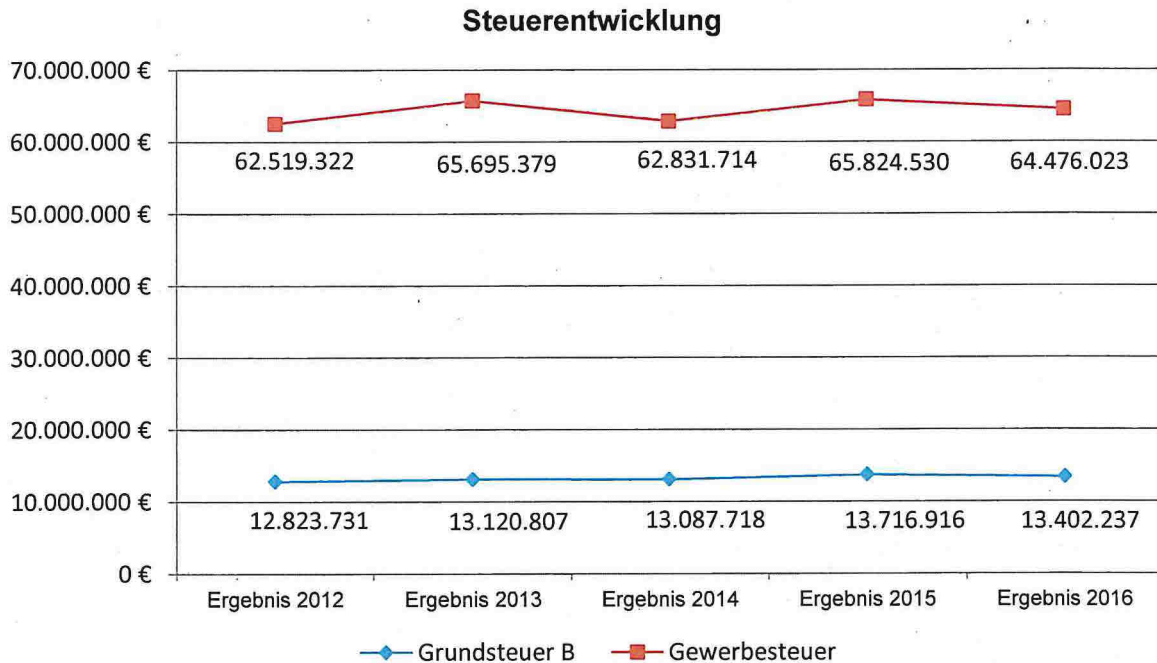 Steuerentwicklung
70.000.000 €
60.000.000 €
62.519.322 65.695.379 62.831.714 65.824.530 64.476.023
50.000.000 €
40.000.000 €
30.000.000 €
20.000.000 €
10.000.000 €
12.823.731 13.120.807 13.087.718 13.716.916 13.402.237
0 €
Ergebnis 2012 Ergebnis 2013 Ergebnis 2014 Ergebnis 2015 Ergebnis 2016
Grundsteuer B Gewerbesteuer